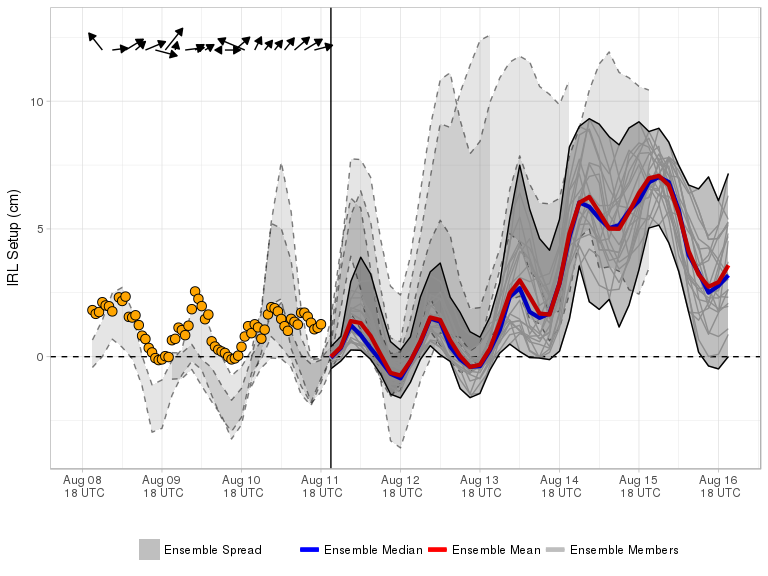 IRL Setup (cm)
10
5
0
Aug 08 Aug 09 Aug 10 Aug 11 Aug 12 Aug 13 Aug 14 Aug 15 Aug 16
18 UTC 18 UTC 18 UTC 18 UTC 18 UTC 18 UTC 18 UTC 18 UTC 18 UTC
Ensemble Spread Ensemble Median Ensemble Mean Ensemble Members